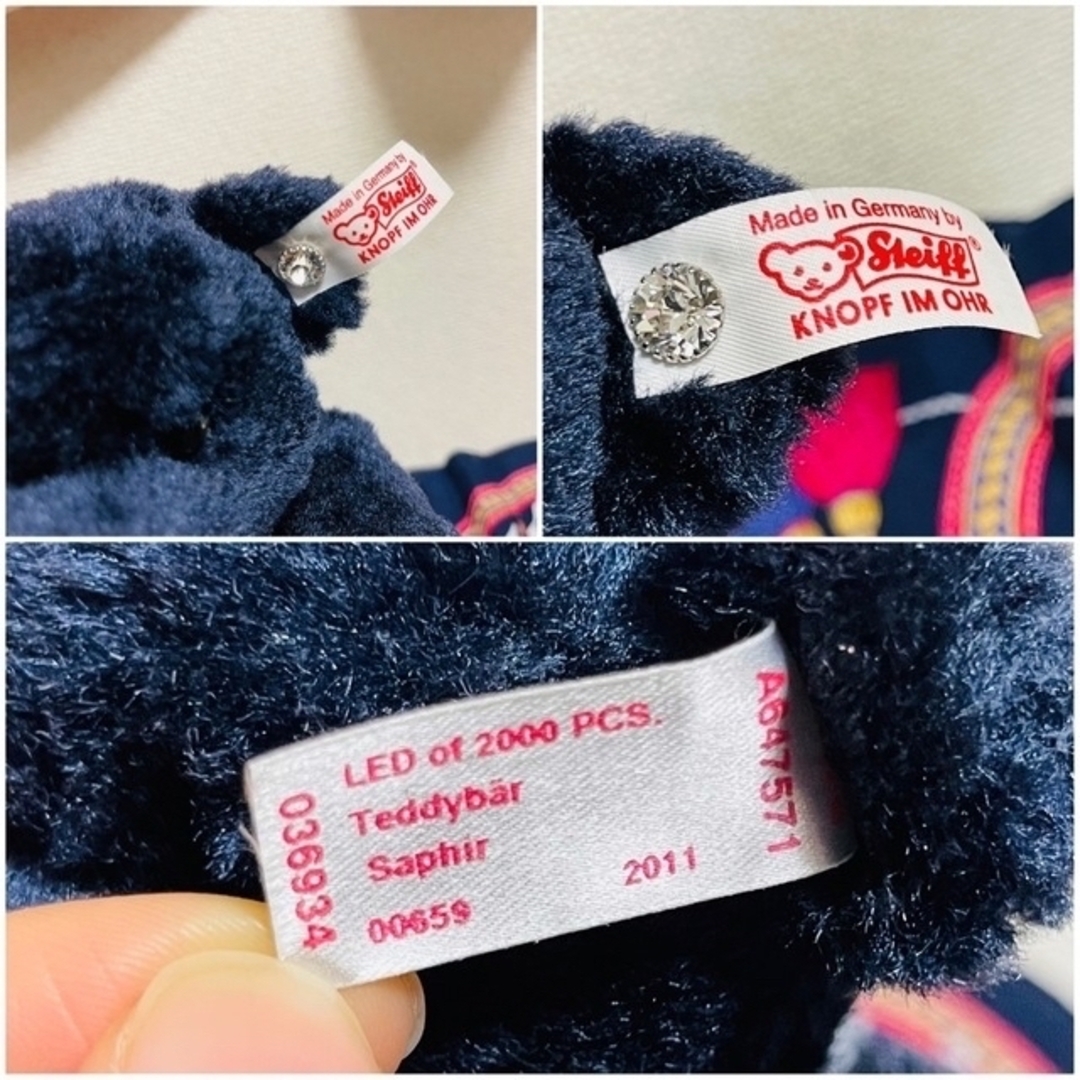 Made in Germany by
Steiff®
KNOPF IM OHR
Made in Germany by
Steiff®
KNOPF IM OHR
LED of 2000 PCS.
Teddybär
Saphir
00659
2011
036934
A647571